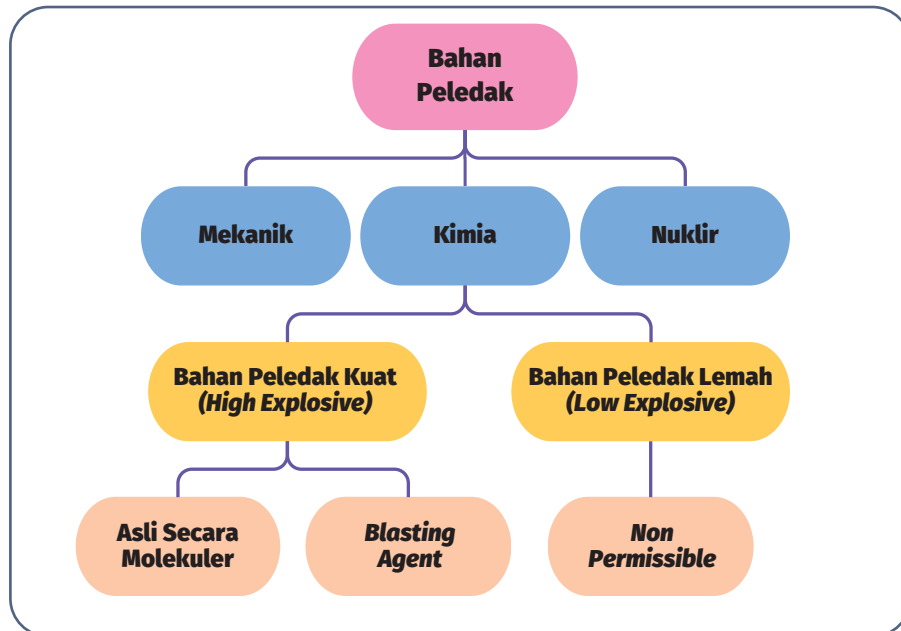 Bahan
Peledak
Mekanik
Kimia
Nuklir
Bahan Peledak Kuat
(High Explosive)
Bahan Peledak Lemah
(Low Explosive)
Asli Secara
Molekuler
Blasting
Agent
Non
Permissible